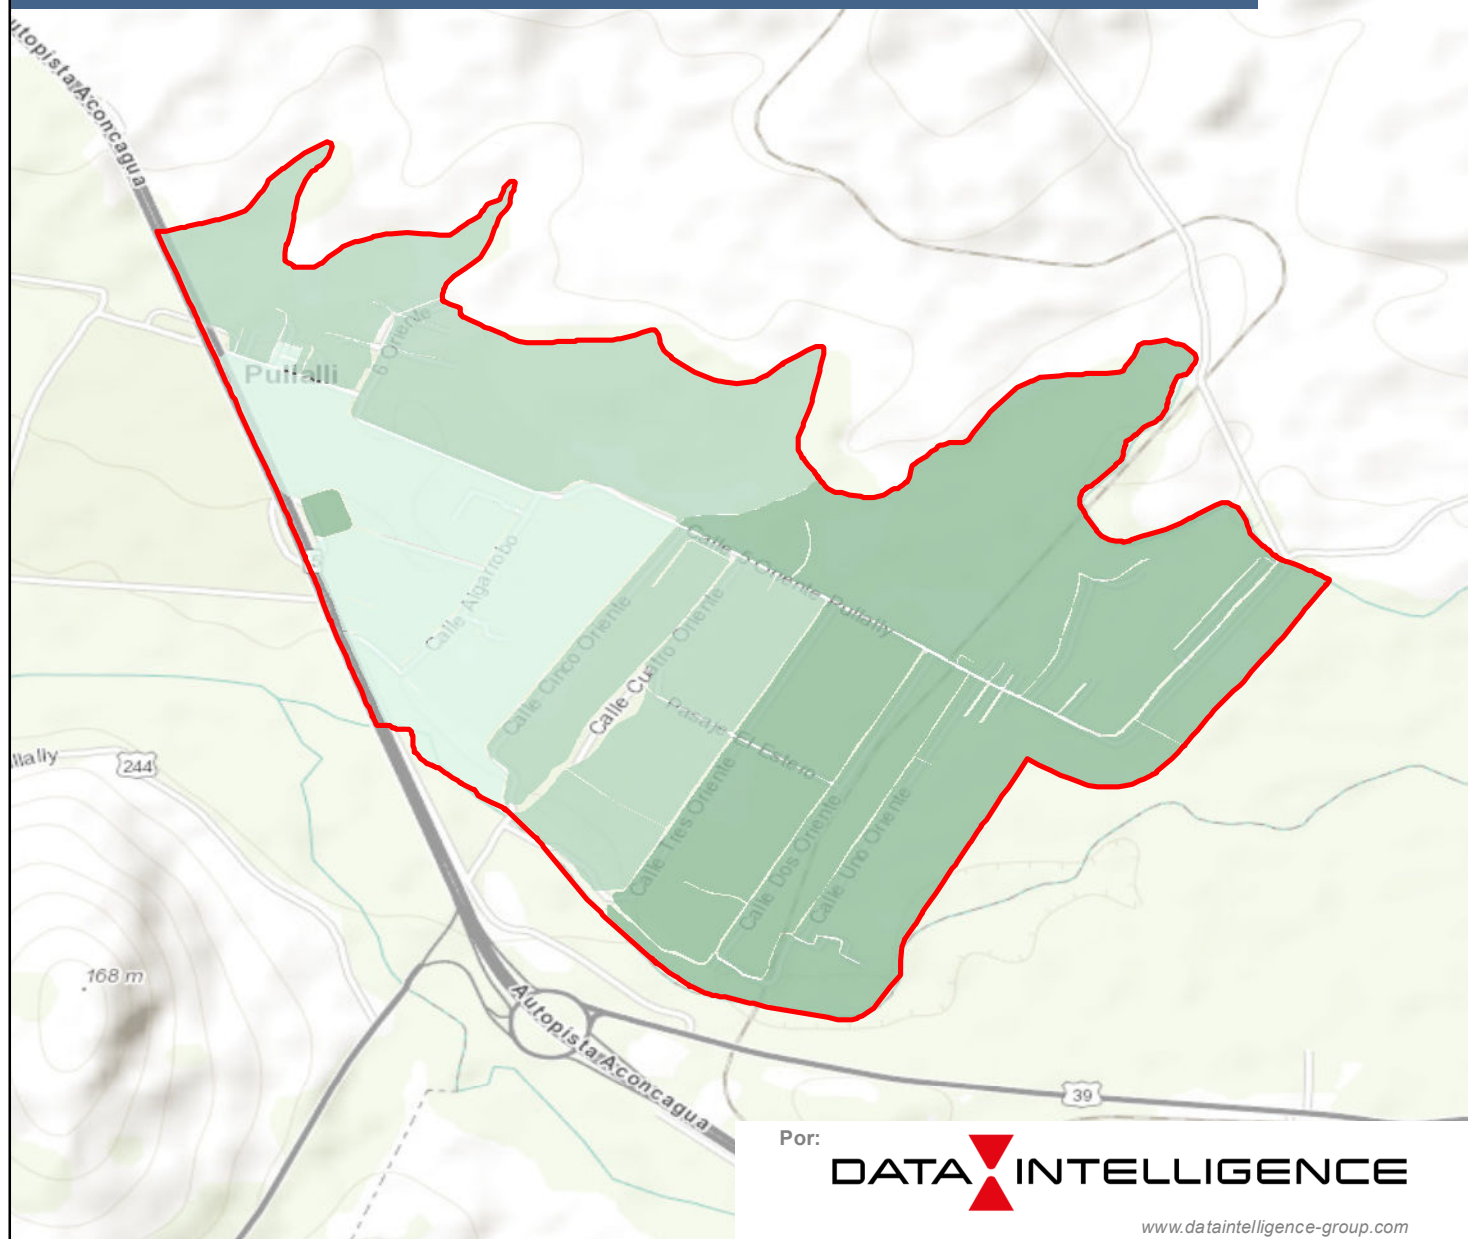 Autopista Aconcagua
6 Oriente
Pullalli
Calle 5 Oriente Pullally
Calle Algarrobo
Calle Cinco Oriente
Calle Cuatro Oriente
Pasaje El Estero
Calle Tres Oriente
Calle Dos Oriente
Calle Uno Oriente
llally
244
168 m
Autopista Aconcagua
39
Por:
DATA INTELLIGENCE
www.dataintelligence-group.com